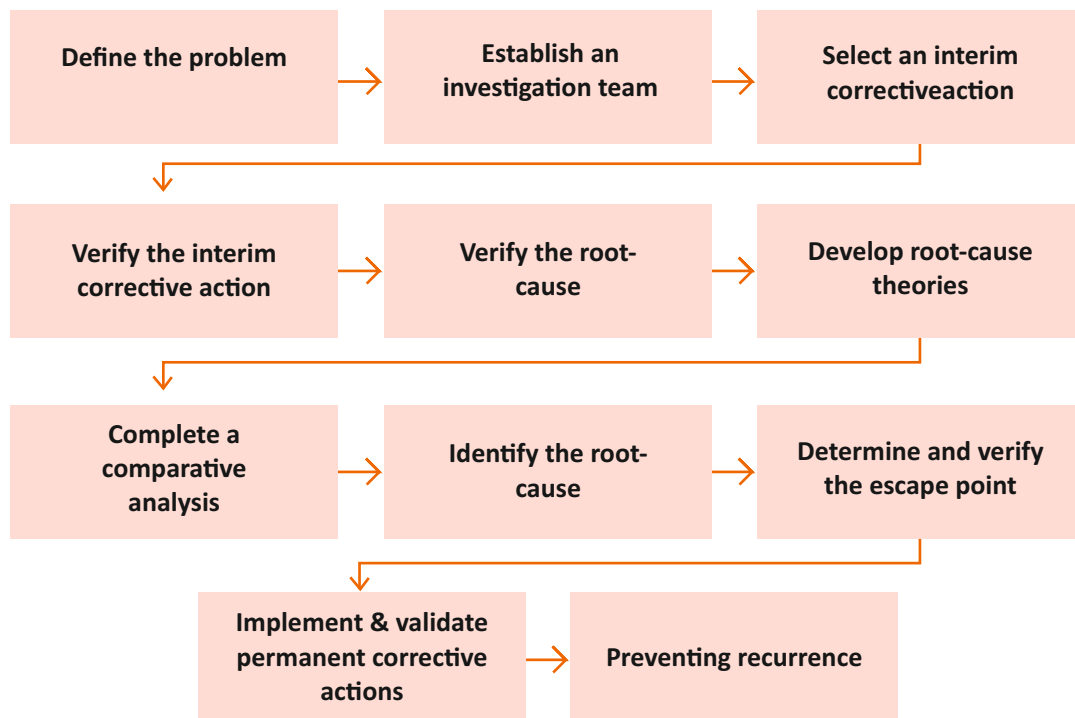 Define the problem
Establish an
investigation team
Select an interim
correctiveaction
Verify the interim
corrective action
Verify the root-
cause
Develop root-cause
theories
Complete a
comparative
analysis
Identify the root-
cause
Determine and verify
the escape point
Implement & validate
permanent corrective
actions
Preventing recurrence